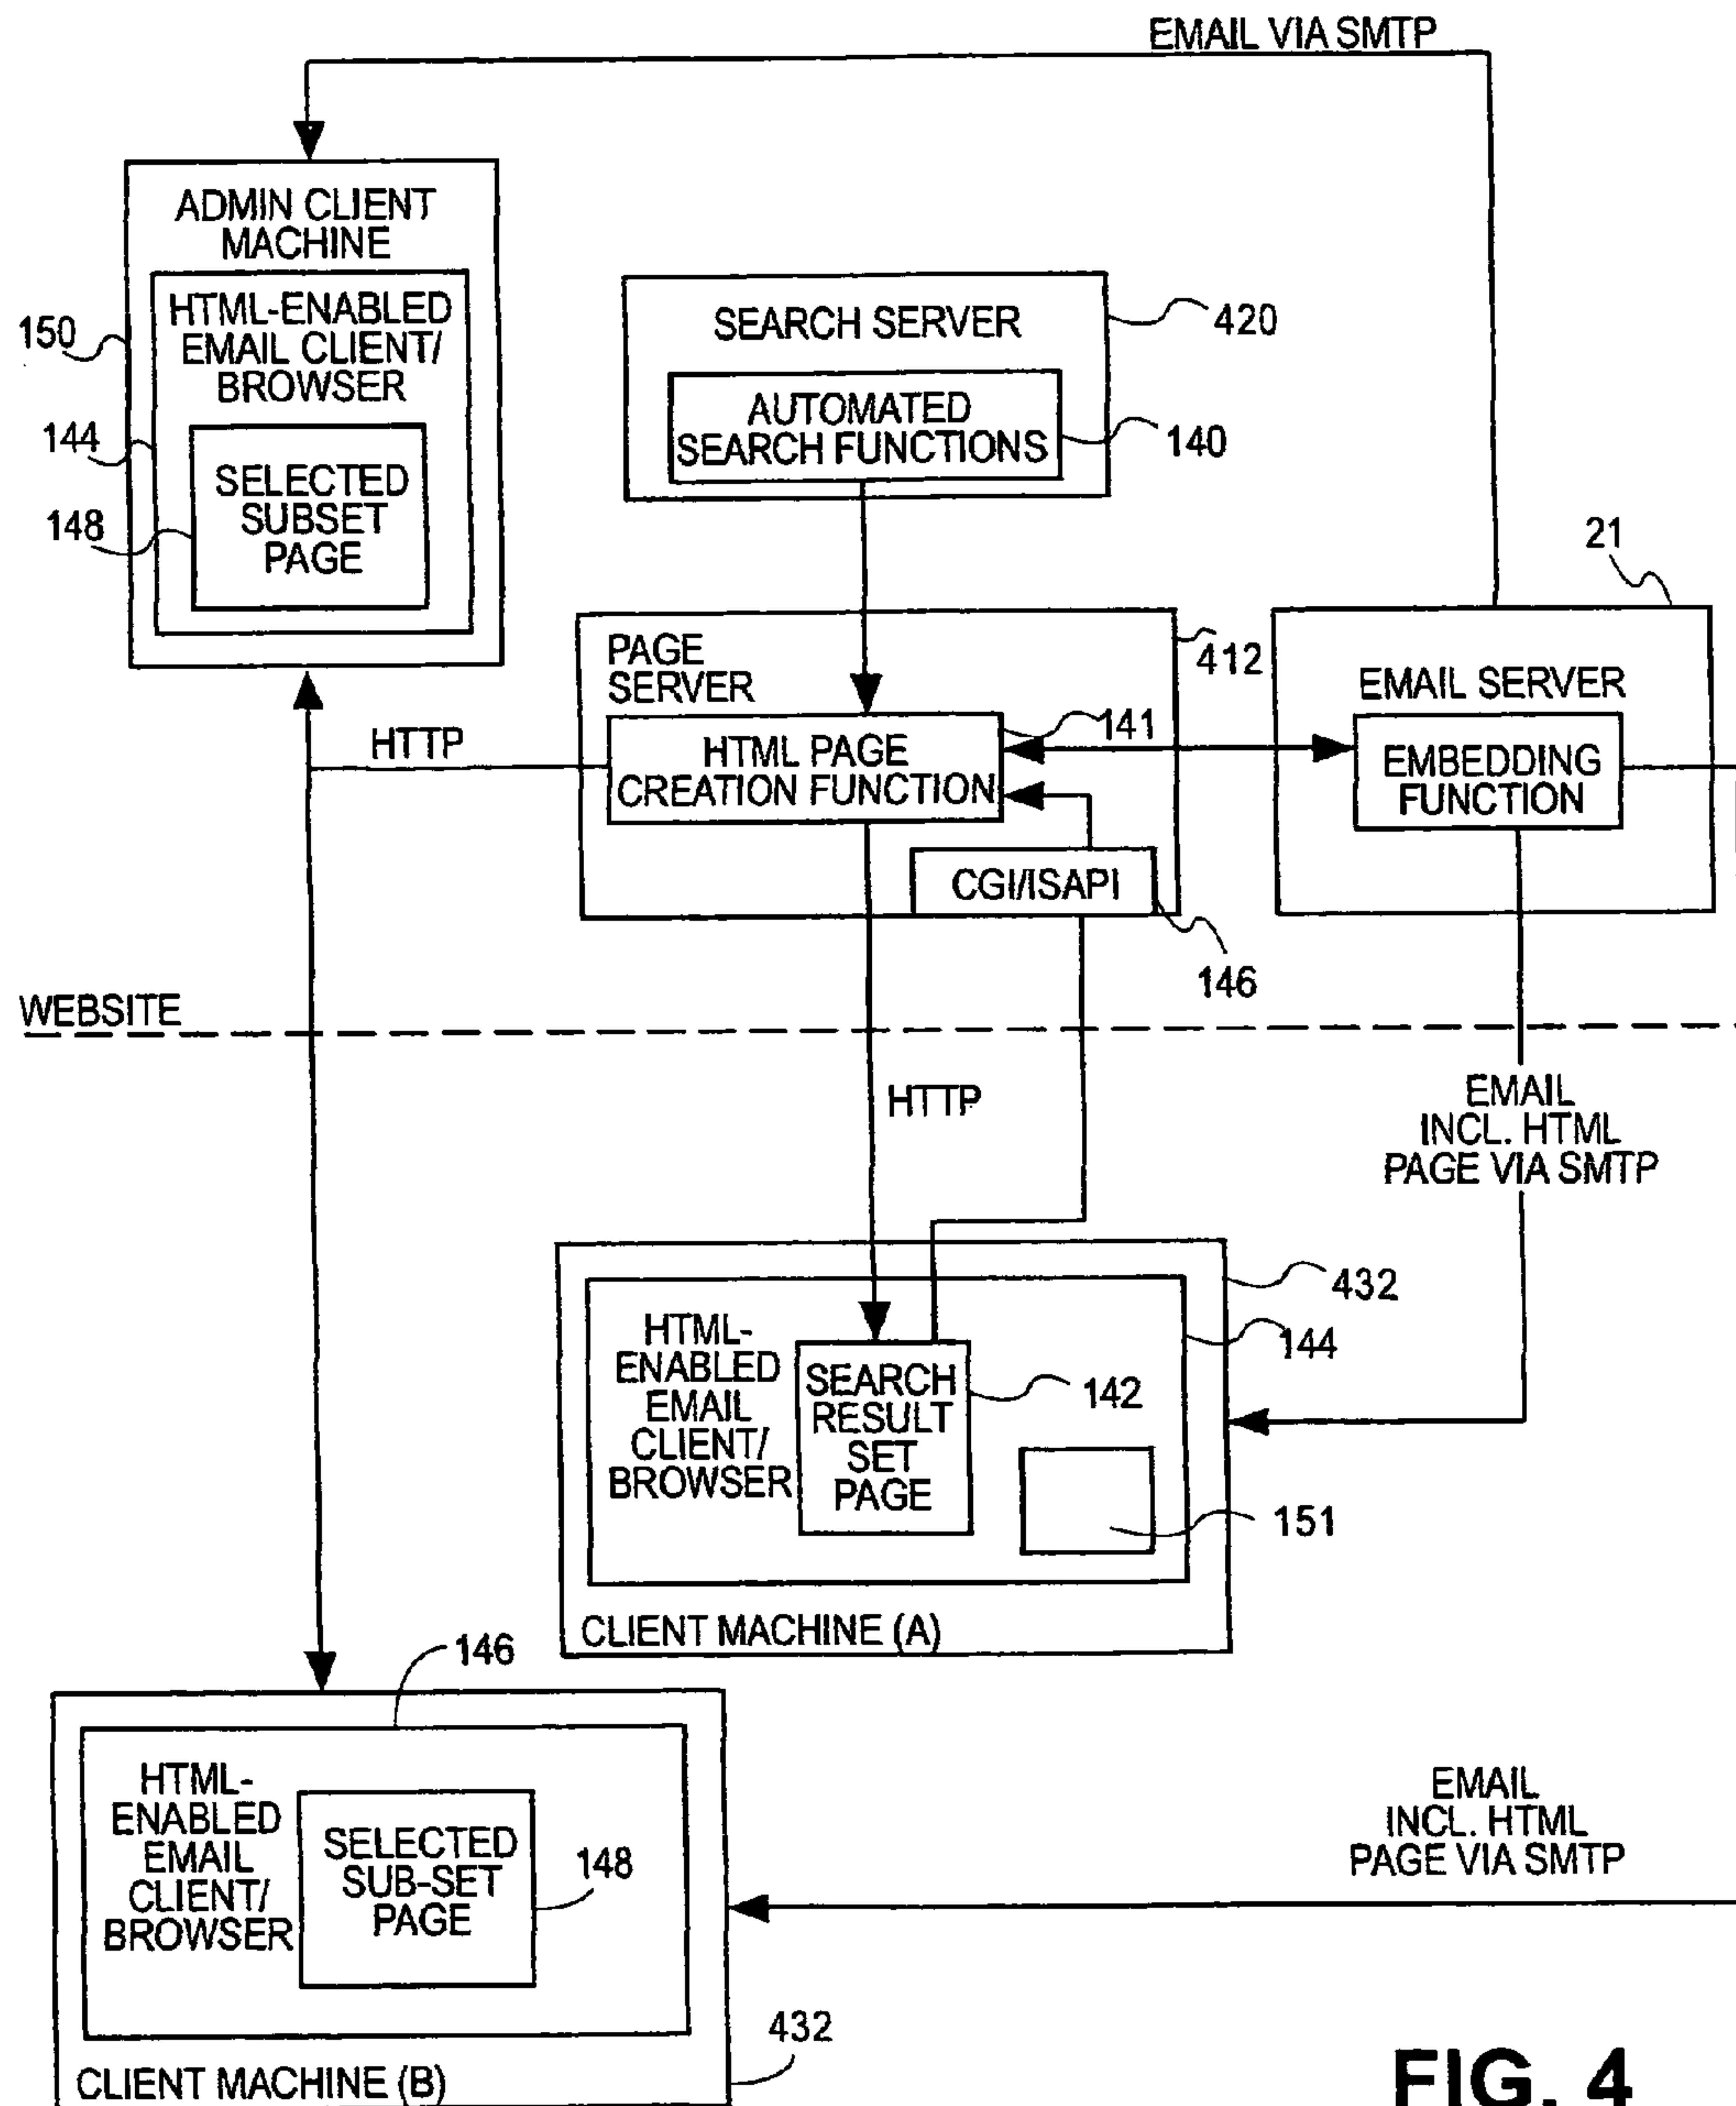 EMAIL VIA SMTP
ADMIN CLIENT
MACHINE
HTML-ENABLED
EMAIL CLIENT/
BROWSER
SELECTED
SUBSET
PAGE
150
144
148
SEARCH SERVER
420
AUTOMATED
SEARCH FUNCTIONS
140
21
PAGE
SERVER
412
HTML PAGE
CREATION FUNCTION
141
CGI/ISAPI
146
EMAIL SERVER
EMBEDDING
FUNCTION
HTTP
WEBSITE
HTTP
EMAIL
INCL. HTML
PAGE VIA SMTP
432
144
HTML-
ENABLED
EMAIL
CLIENT/
BROWSER
SEARCH
RESULT
SET
PAGE
142
151
CLIENT MACHINE (A)
146
HTML-
ENABLED
EMAIL
CLIENT/
BROWSER
SELECTED
SUB-SET
PAGE
148
EMAIL
INCL. HTML
PAGE VIA SMTP
432
CLIENT MACHINE (B)
FIG. 4